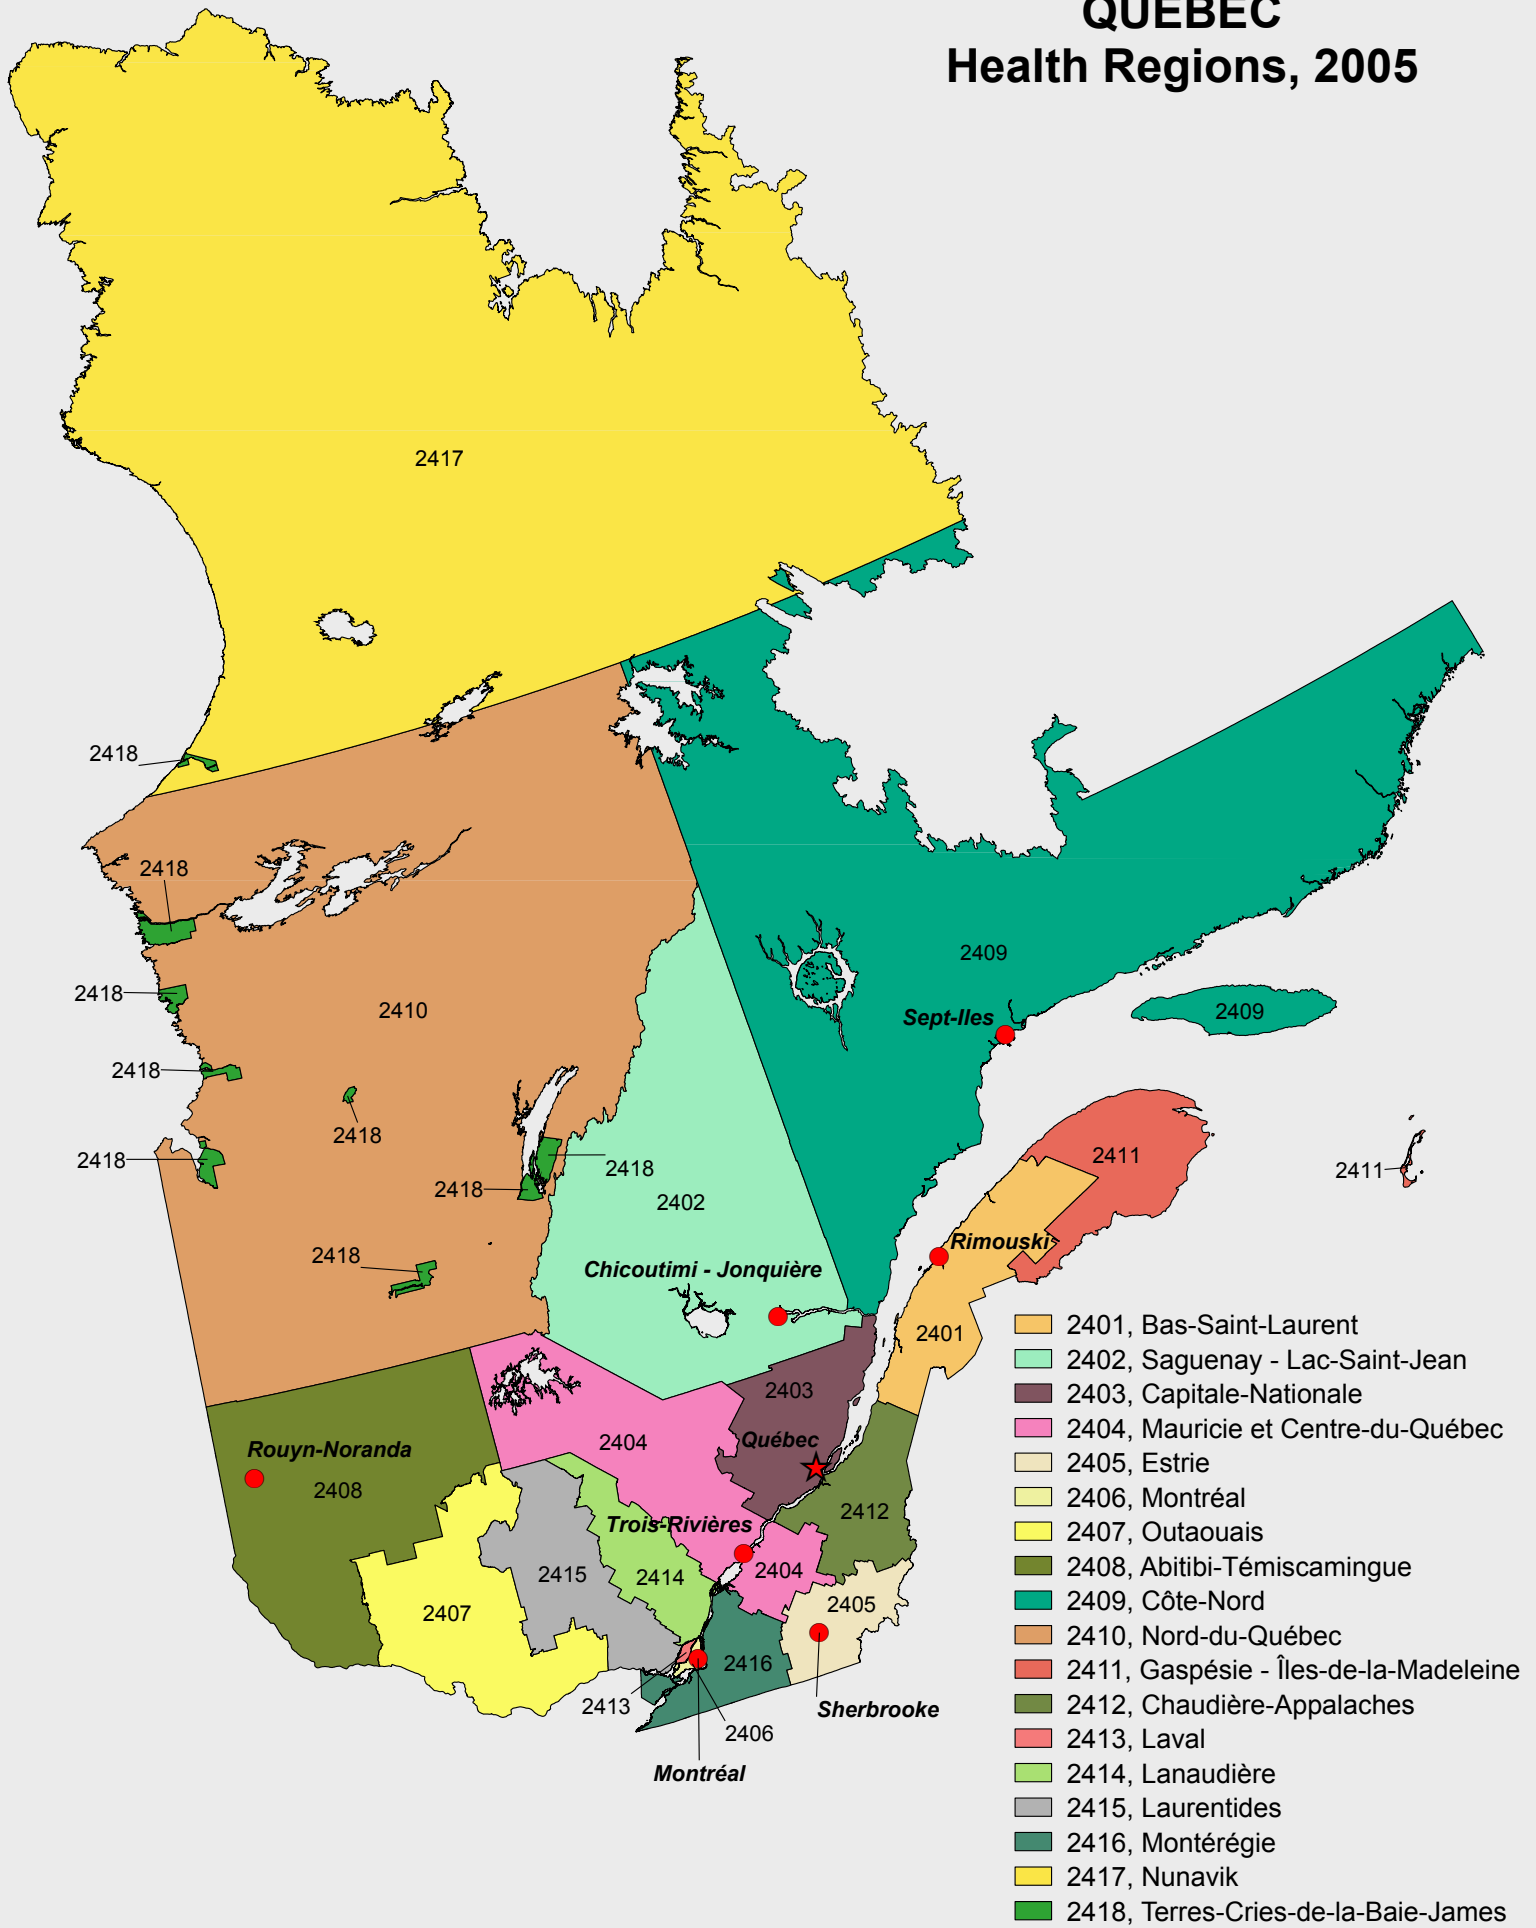 QUEBEC
Health Regions, 2005
2417
2418
2418
2409
2418
2410
2409
Sept-Iles
2418
2418
2411
2418
2418
2411
2418
2402
2418
Rimouski
2418
Chicoutimi - Jonquière
2401
2403
Québec
2404
Rouyn-Noranda
2408
2412
Trois-Rivières
2415
2414
2404
2405
2407
2416
2413
Sherbrooke
2406
Montréal
2401, Bas-Saint-Laurent
2402, Saguenay - Lac-Saint-Jean
2403, Capitale-Nationale
2404, Mauricie et Centre-du-Québec
2405, Estrie
2406, Montréal
2407, Outaouais
2408, Abitibi-Témiscamingue
2409, Côte-Nord
2410, Nord-du-Québec
2411, Gaspésie - Îles-de-la-Madeleine
2412, Chaudière-Appalaches
2413, Laval
2414, Lanaudière
2415, Laurentides
2416, Montérégie
2417, Nunavik
2418, Terres-Cries-de-la-Baie-James